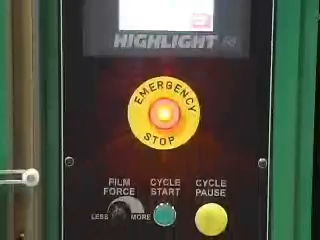 HIGHLIGHT
EMERGENCY
STOP
FILM
FORCE
LESS
MORE
CYCLE
START
CYCLE
PAUSE